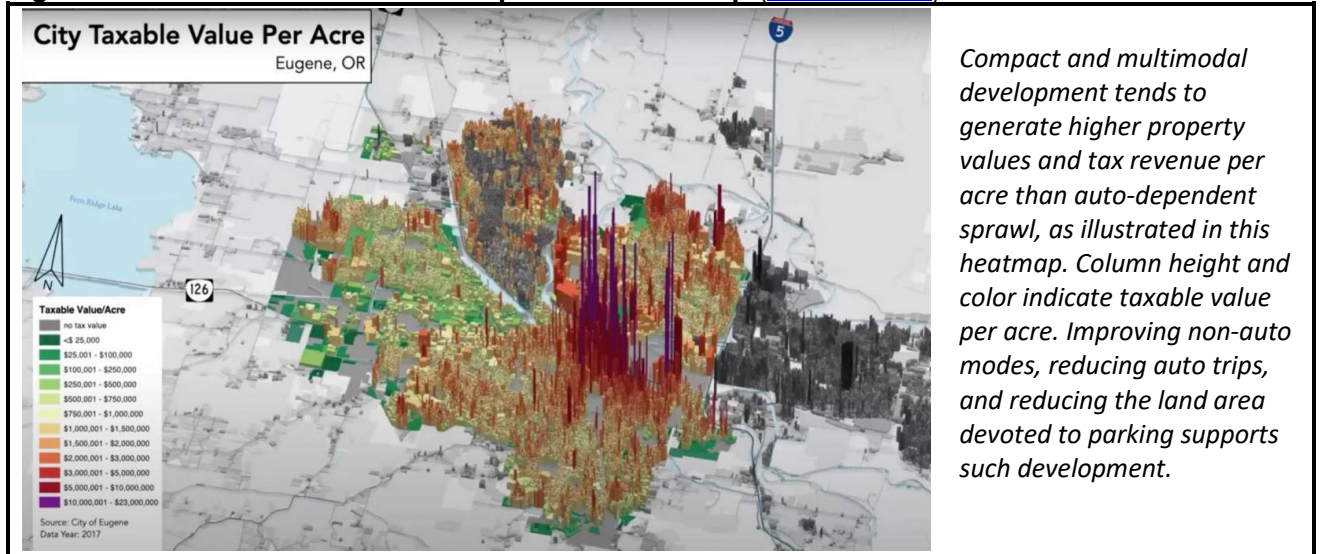 City Taxable Value Per Acre
Eugene, OR
5
Fern Ridge Lake
N
126
Taxable Value/Acre
no tax value
<$ 25,000
$25,001 - $100,000
$100,001 - $250,000
$250,001 - $500,000
$500,001 - $750,000
$750,001 - $1,000,000
$1,000,001 - $1,500,000
$1,500,001 - $2,000,000
$2,000,001 - $3,000,000
$3,000,001 - $5,000,000
$5,000,001 - $10,000,000
$10,000,001 - $23,000,000
Source: City of Eugene
Data Year: 2017
Compact and multimodal
development tends to
generate higher property
values and tax revenue per
acre than auto-dependent
sprawl, as illustrated in this
heatmap. Column height and
color indicate taxable value
per acre. Improving non-auto
modes, reducing auto trips,
and reducing the land area
devoted to parking supports
such development.